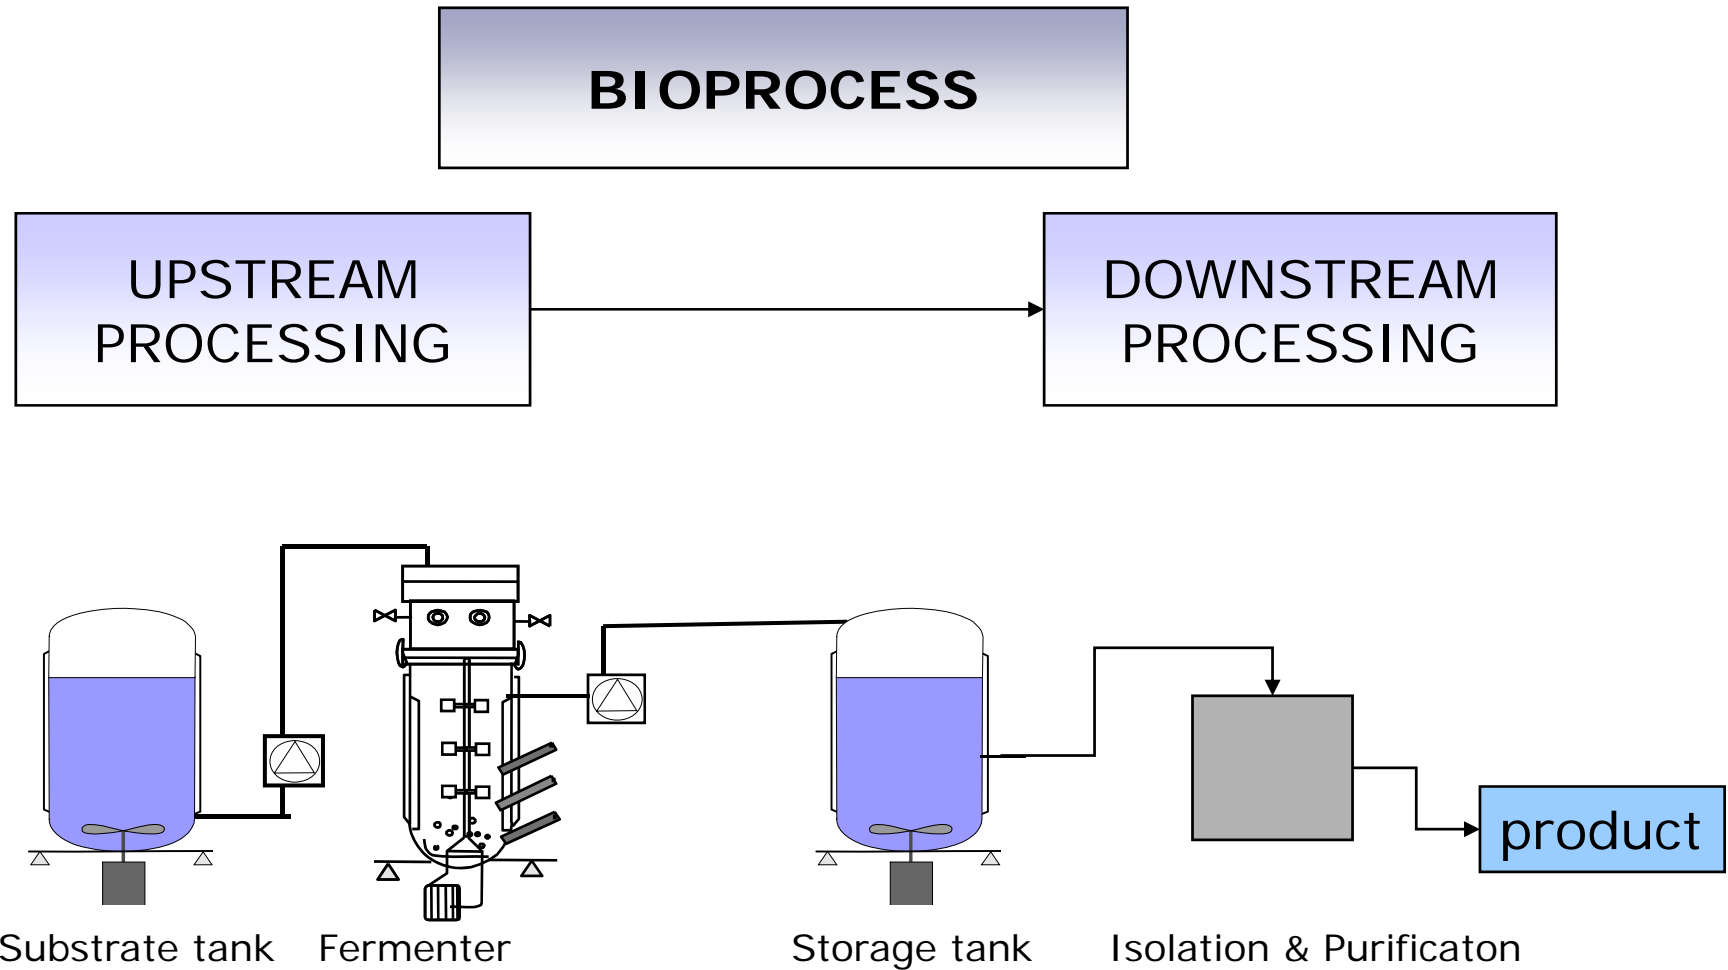 BIOPROCESS
UPSTREAM
PROCESSING
DOWNSTREAM
PROCESSING
product
Substrate tank
Fermenter
Storage tank
Isolation & Purificaton